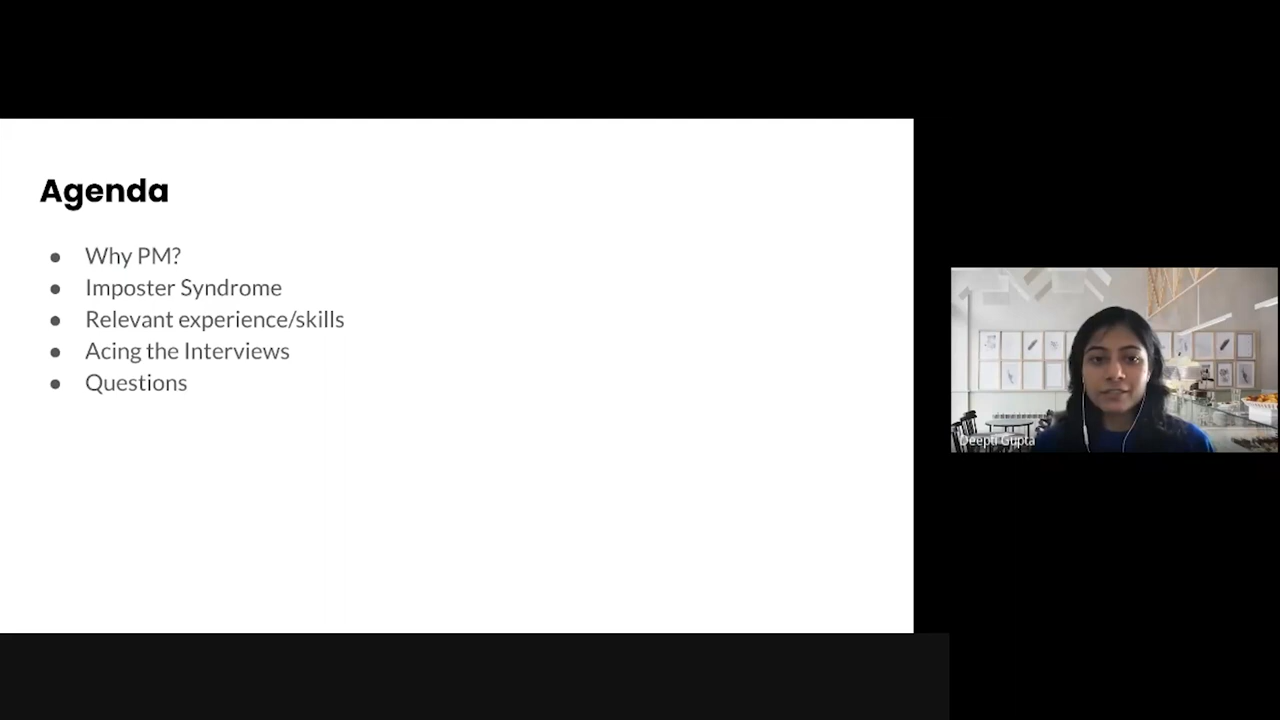 Agenda
● Why PM?
● Imposter Syndrome
● Relevant experience/skills
● Acing the Interviews
● Questions
Deepti Gupta